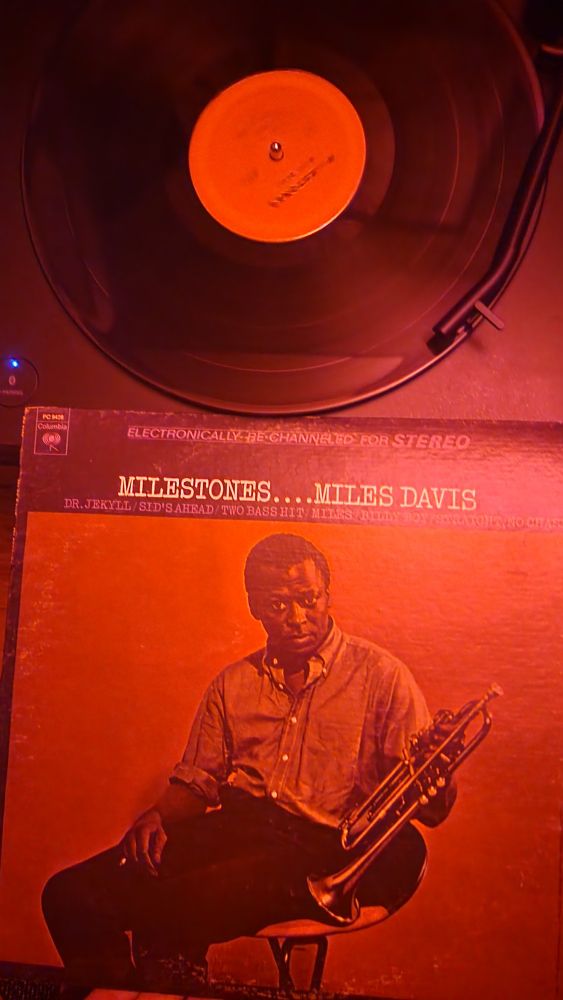 PC 9428
Columbia
ELECTRONICALLY RE-CHANNELED FOR STEREO
MILESTONES....MILES DAVIS
DR. JEKYLL / SID'S AHEAD / TWO BASS HIT / MILES / BILLY BOY / STRAIGHT, NO CHAS